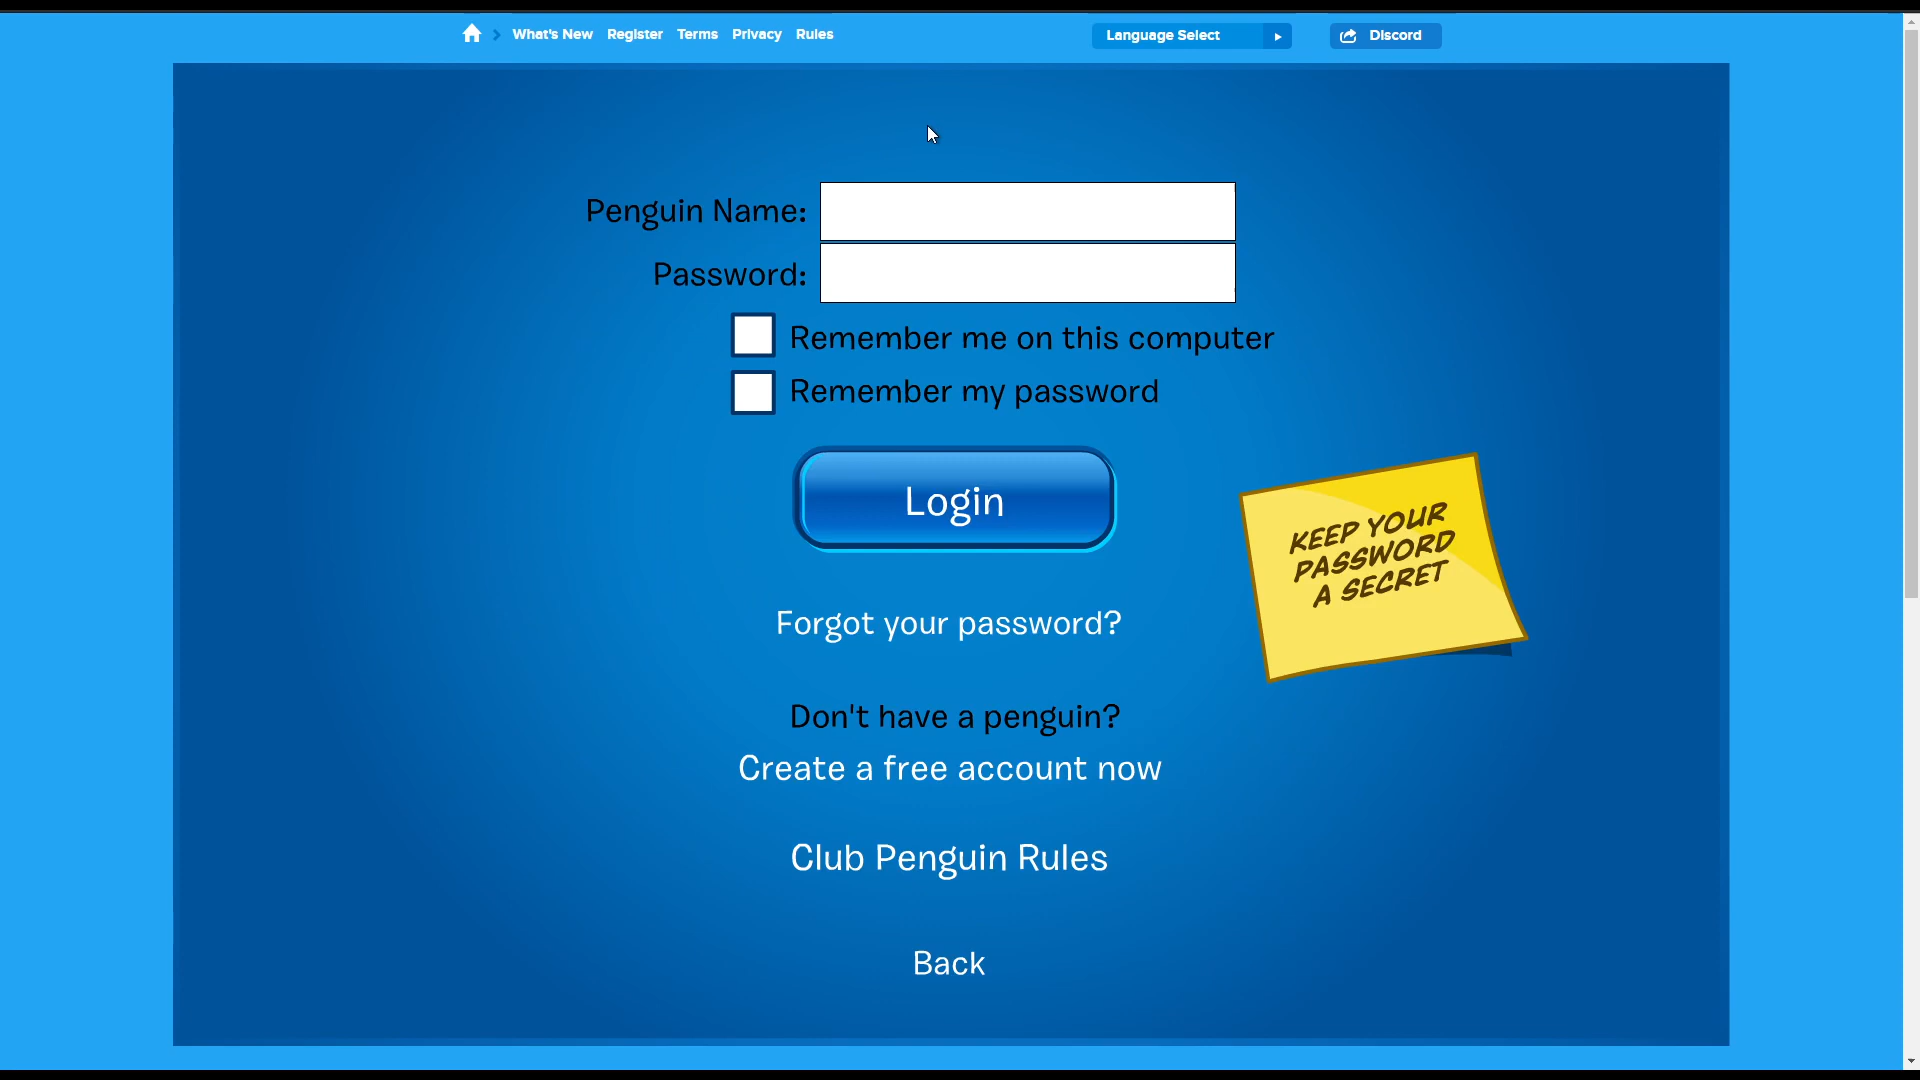 What's New Register Terms Privacy Rules
Language Select
Discord
Penguin Name:
Password:
Remember me on this computer
Remember my password
Login
KEEP YOUR
PASSWORD
A SECRET
Forgot your password?
Don't have a penguin?
Create a free account now
Club Penguin Rules
Back